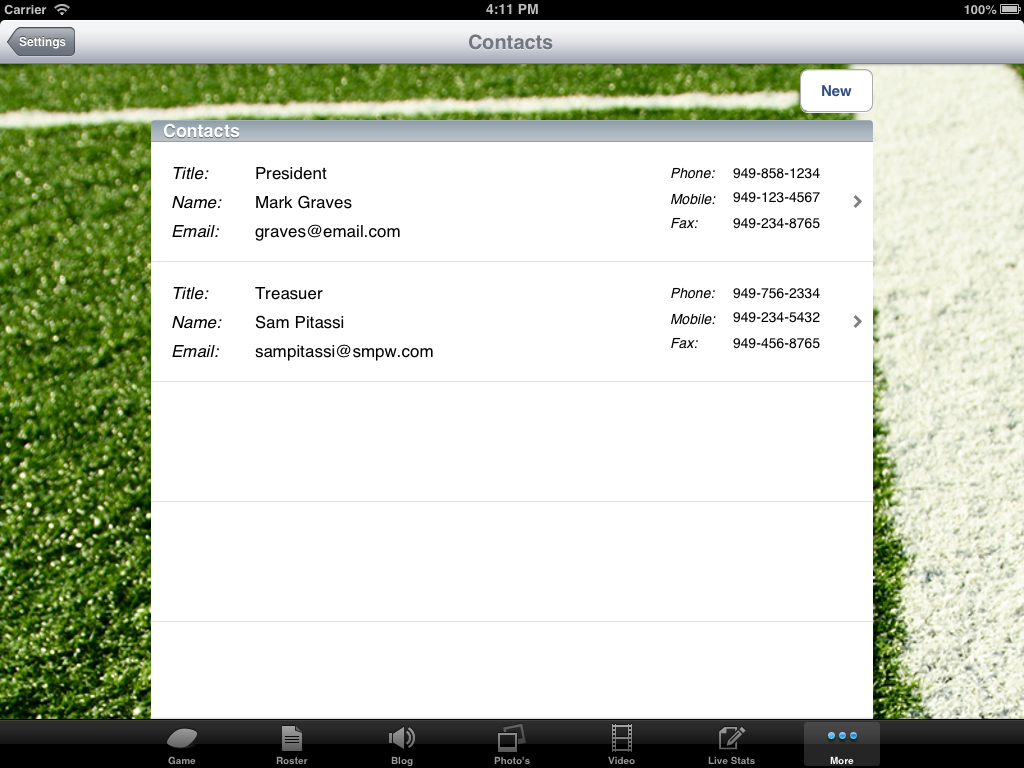 Carrier 4:11 PM 100%
Settings Contacts
New
Contacts
Title: President Phone: 949-858-1234
Name: Mark Graves Mobile: 949-123-4567
Email: graves@email.com Fax: 949-234-8765
Title: Treasuer Phone: 949-756-2334
Name: Sam Pitassi Mobile: 949-234-5432
Email: sampitassi@smpw.com Fax: 949-456-8765
Game Roster Blog Photo's Video Live Stats More